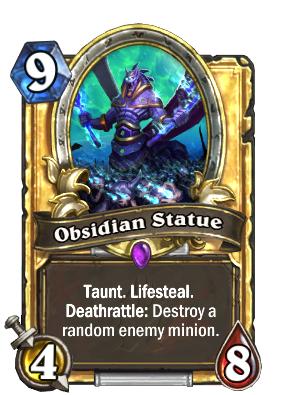 9
Obsidian Statue
Taunt. Lifesteal.
Deathrattle: Destroy a
random enemy minion.
4
8